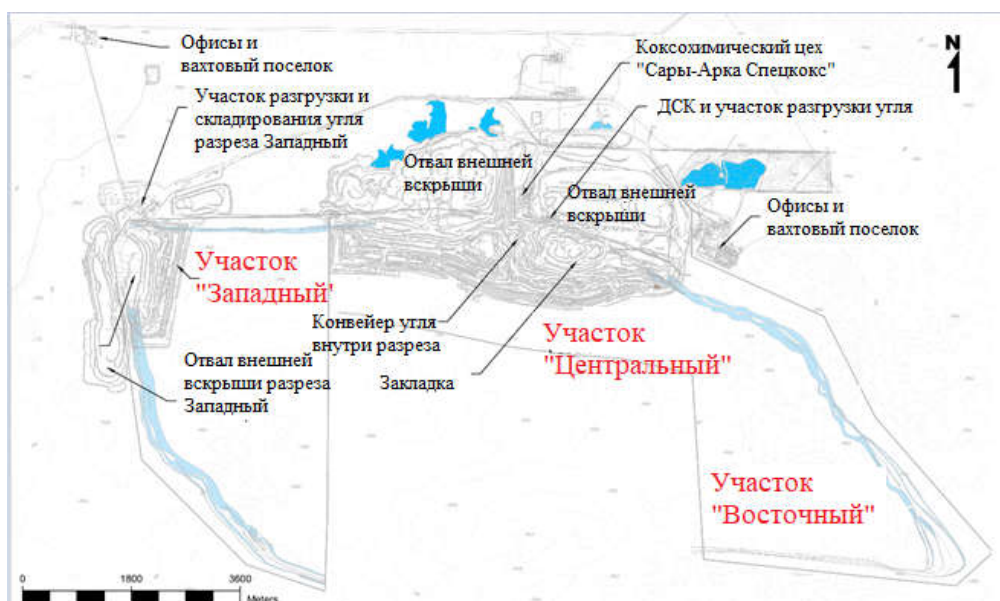 Офисы и
вахтовый поселок
Участок разгрузки и
складирования угля
разреза Западный
Коксохимический цех
"Сары-Арка Спецкокс"
N
ДСК и участок разгрузки угля
Отвал внешней
вскрыши
Отвал внешней
вскрыши
Офисы и
вахтовый поселок
Участок
"Западный"
Конвейер угля
внутри разреза
Участок
"Центральный"
Закладка
Отвал внешней
вскрыши разреза
Западный
Участок
"Восточный"
0 1800 3600
Meters